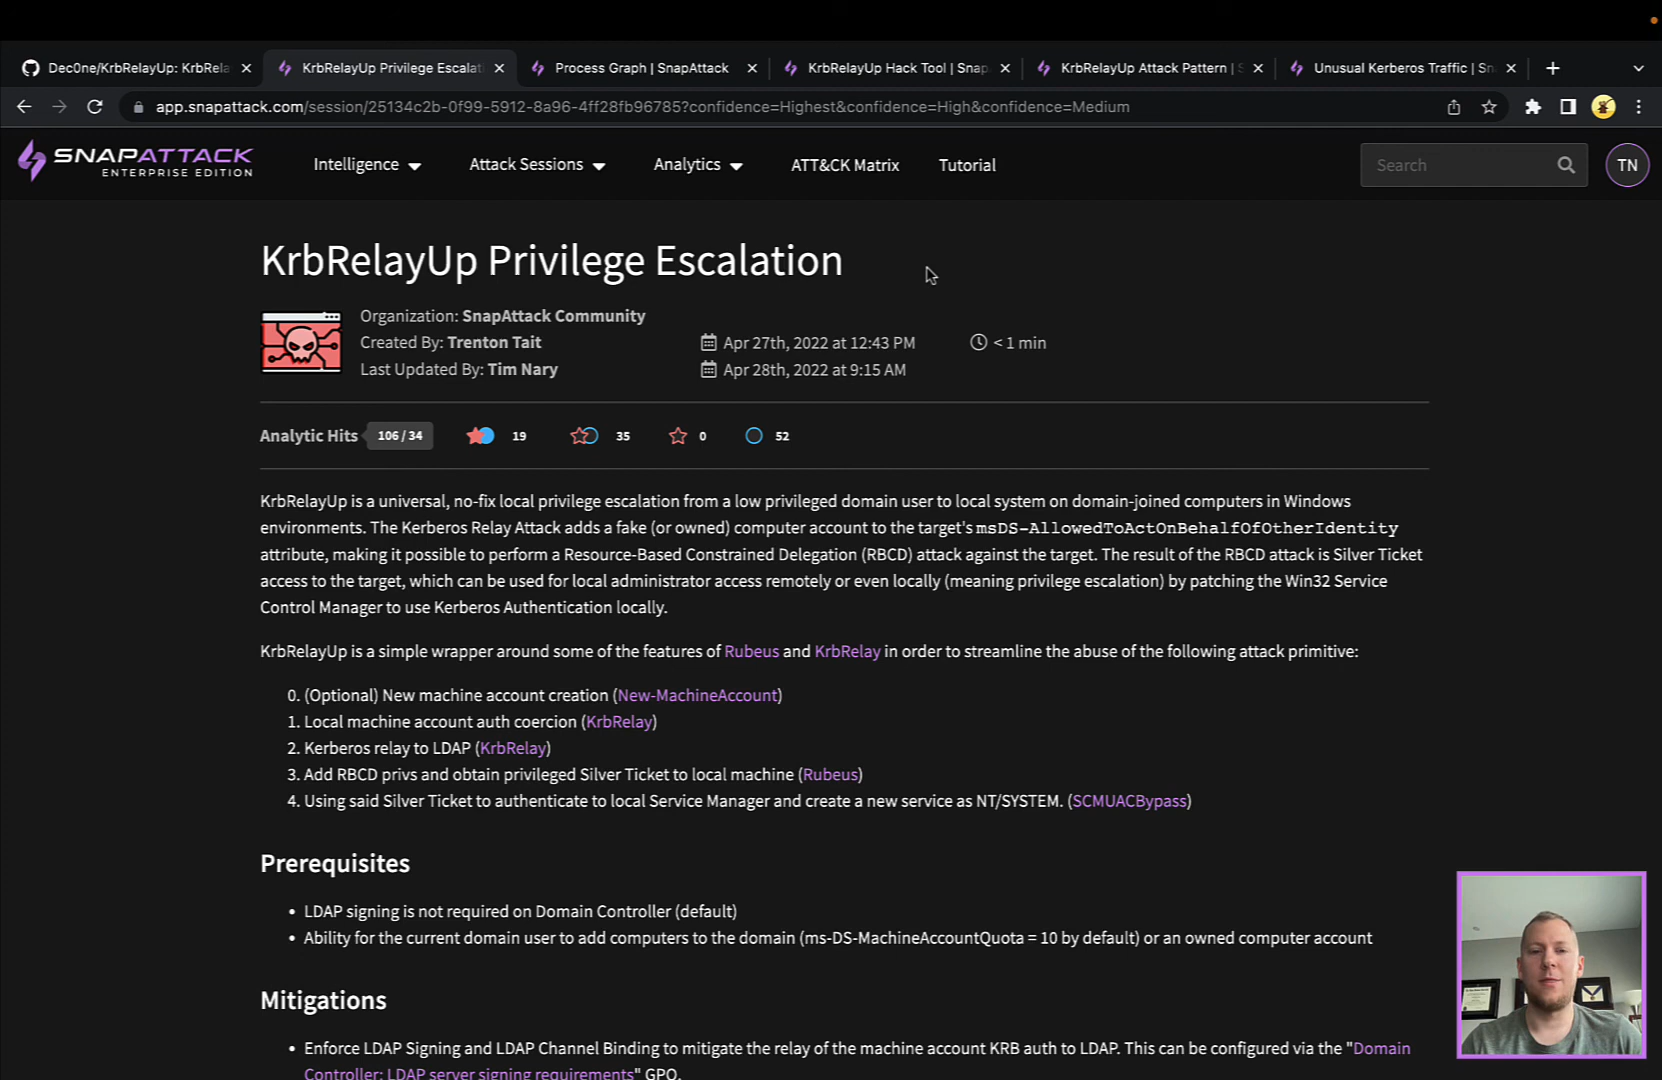 Dec0ne/KrbRelayUp: KrbRela
KrbRelayUp Privilege Escalati
Process Graph | SnapAttack
KrbRelayUp Hack Tool | Snap
KrbRelayUp Attack Pattern | S
Unusual Kerberos Traffic | Sn
app.snapattack.com/session/25134c2b-0f99-5912-8a96-4ff28fb96785?confidence=Highest&confidence=High&confidence=Medium
SNAPATTACK
ENTERPRISE EDITION
Intelligence
Attack Sessions
Analytics
ATT&CK Matrix
Tutorial
Search
TN
KrbRelayUp Privilege Escalation
Organization: SnapAttack Community
Created By: Trenton Tait
Apr 27th, 2022 at 12:43 PM
< 1 min
Last Updated By: Tim Nary
Apr 28th, 2022 at 9:15 AM
Analytic Hits 106 / 34 19 35 0 52
KrbRelayUp is a universal, no-fix local privilege escalation from a low privileged domain user to local system on domain-joined computers in Windows
environments. The Kerberos Relay Attack adds a fake (or owned) computer account to the target's msDS-AllowedToActOnBehalfOfOtherIdentity
attribute, making it possible to perform a Resource-Based Constrained Delegation (RBCD) attack against the target. The result of the RBCD attack is Silver Ticket
access to the target, which can be used for local administrator access remotely or even locally (meaning privilege escalation) by patching the Win32 Service
Control Manager to use Kerberos Authentication locally.
KrbRelayUp is a simple wrapper around some of the features of Rubeus and KrbRelay in order to streamline the abuse of the following attack primitive:
0. (Optional) New machine account creation (New-MachineAccount)
1. Local machine account auth coercion (KrbRelay)
2. Kerberos relay to LDAP (KrbRelay)
3. Add RBCD privs and obtain privileged Silver Ticket to local machine (Rubeus)
4. Using said Silver Ticket to authenticate to local Service Manager and create a new service as NT/SYSTEM. (SCMUACBypass)
Prerequisites
• LDAP signing is not required on Domain Controller (default)
• Ability for the current domain user to add computers to the domain (ms-DS-MachineAccountQuota = 10 by default) or an owned computer account
Mitigations
• Enforce LDAP Signing and LDAP Channel Binding to mitigate the relay of the machine account KRB auth to LDAP. This can be configured via the "Domain
Controller: LDAP server signing requirements" GPO.